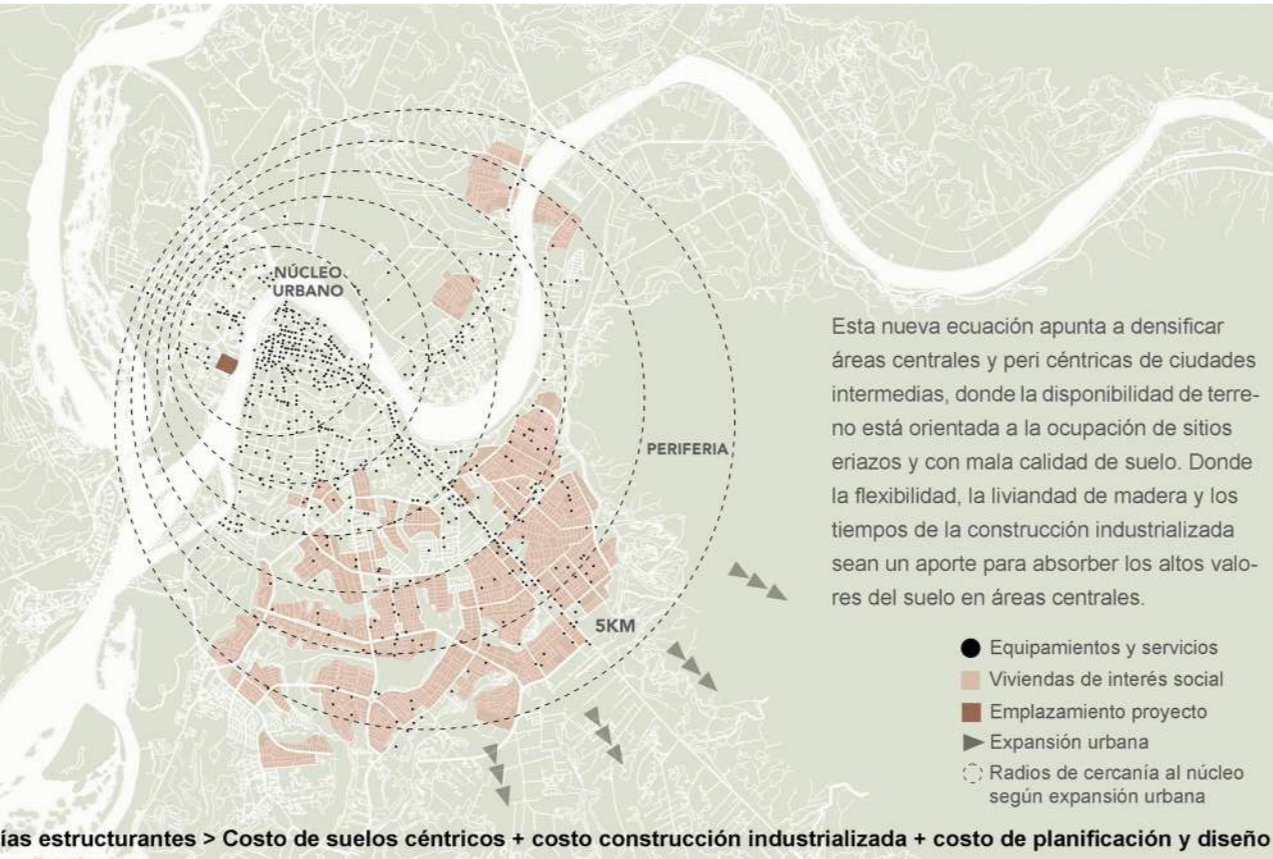 NÚCLEO
URBANO
PERIFERIA
5KM
Esta nueva ecuación apunta a densificar
áreas centrales y peri céntricas de ciudades
intermedias, donde la disponibilidad de terre-
no está orientada a la ocupación de sitios
eriazos y con mala calidad de suelo. Donde
la flexibilidad, la liviandad de madera y los
tiempos de la construcción industrializada
sean un aporte para absorber los altos valo-
res del suelo en áreas centrales.
Equipamientos y servicios
Viviendas de interés social
Emplazamiento proyecto
Expansión urbana
Radios de cercanía al núcleo
según expansión urbana
ías estructurantes > Costo de suelos céntricos + costo construcción industrializada + costo de planificación y diseño